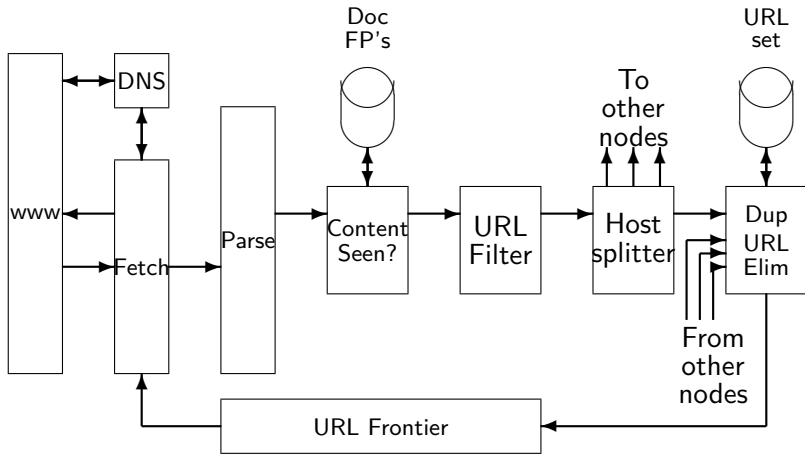 Doc
FP's
URL
set
DNS
To
other
nodes
www
Fetch
Parse
Content
Seen?
URL
Filter
Host
splitter
Dup
URL
Elim
From
other
nodes
URL Frontier